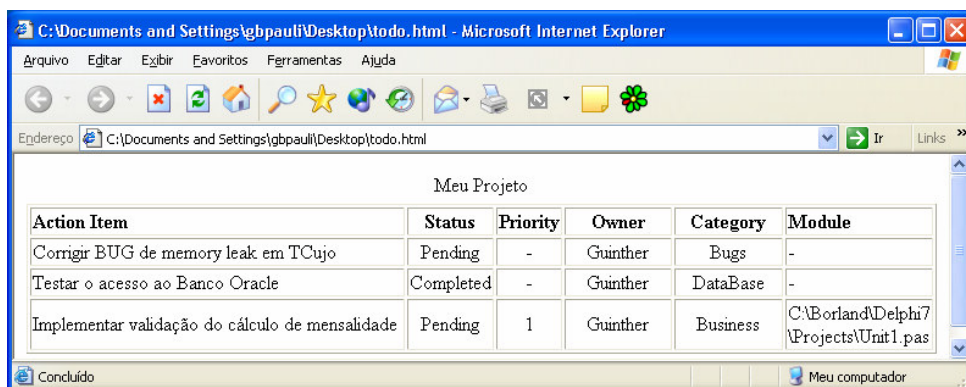 C:\Documents and Settings\gbpauli\Desktop\todo.html - Microsoft Internet Explorer
Arquivo Editar Exibir Favoritos Ferramentas Ajuda
Endereço C:\Documents and Settings\gbpauli\Desktop\todo.html Ir Links »
Meu Projeto
Action Item Status Priority Owner Category Module
Corrigir BUG de memory leak em TCujo Pending - Guinther Bugs -
Testar o acesso ao Banco Oracle Completed - Guinther DataBase -
Implementar validação do cálculo de mensalidade Pending 1 Guinther Business C:\Borland\Delphi7
\Projects\Unit1.pas
Concluído Meu computador